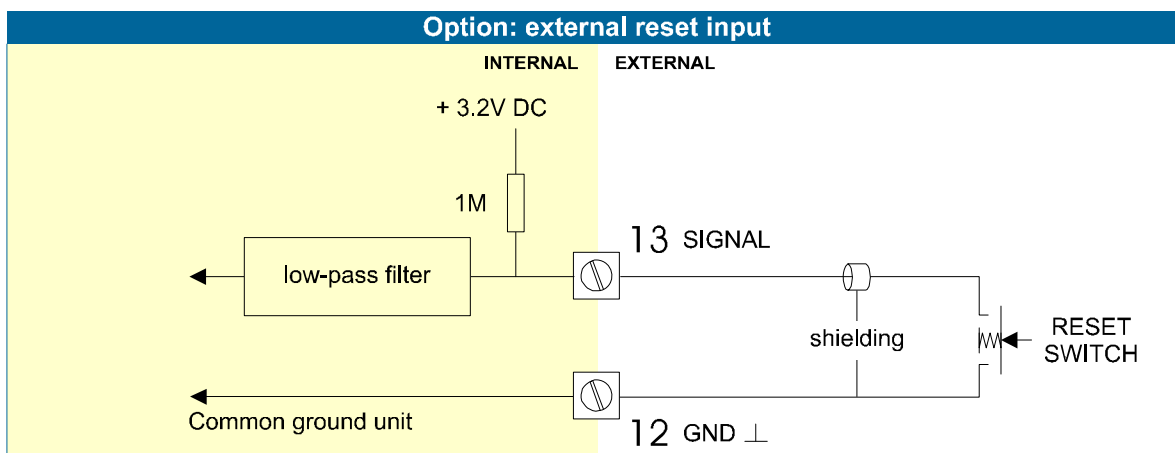 Option: external reset input
INTERNAL
EXTERNAL
+ 3.2V DC
1M
13 SIGNAL
low-pass filter
shielding
RESET
SWITCH
Common ground unit
12 GND ⊥